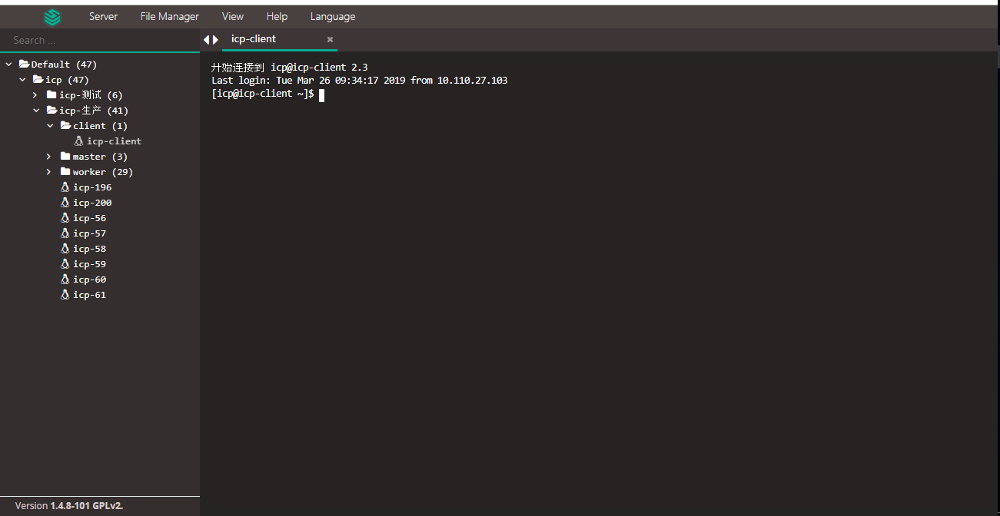 Server File Manager View Help Language
Search ...
icp-client ×
Default (47)
icp (47)
icp-测试 (6)
icp-生产 (41)
client (1)
icp-client
master (3)
worker (29)
icp-196
icp-200
icp-56
icp-57
icp-58
icp-59
icp-60
icp-61
开始连接到 icp@icp-client 2.3
Last login: Tue Mar 26 09:34:17 2019 from 10.110.27.103
[icp@icp-client ~]$
Version 1.4.8-101 GPLv2.